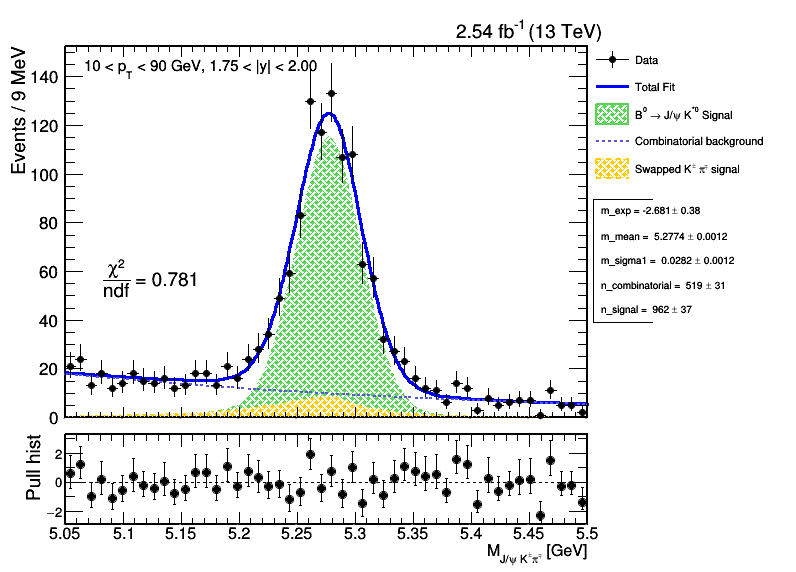 2.54 fb⁻¹ (13 TeV)
Events / 9 MeV
10 < p_T < 90 GeV, 1.75 < |y| < 2.00
140
120
100
80
60
40
20
0
χ²
ndf = 0.781
Data
Total Fit
B⁰ → J/ψ K*⁰ Signal
Combinatorial background
Swapped K± π∓ signal
m_exp = -2.681 ± 0.38
m_mean = 5.2774 ± 0.0012
m_sigma1 = 0.0282 ± 0.0012
n_combinatorial = 519 ± 31
n_signal = 962 ± 37
Pull hist
2
0
−2
5.05 5.1 5.15 5.2 5.25 5.3 5.35 5.4 5.45 5.5
M_J/ψ K± π∓ [GeV]